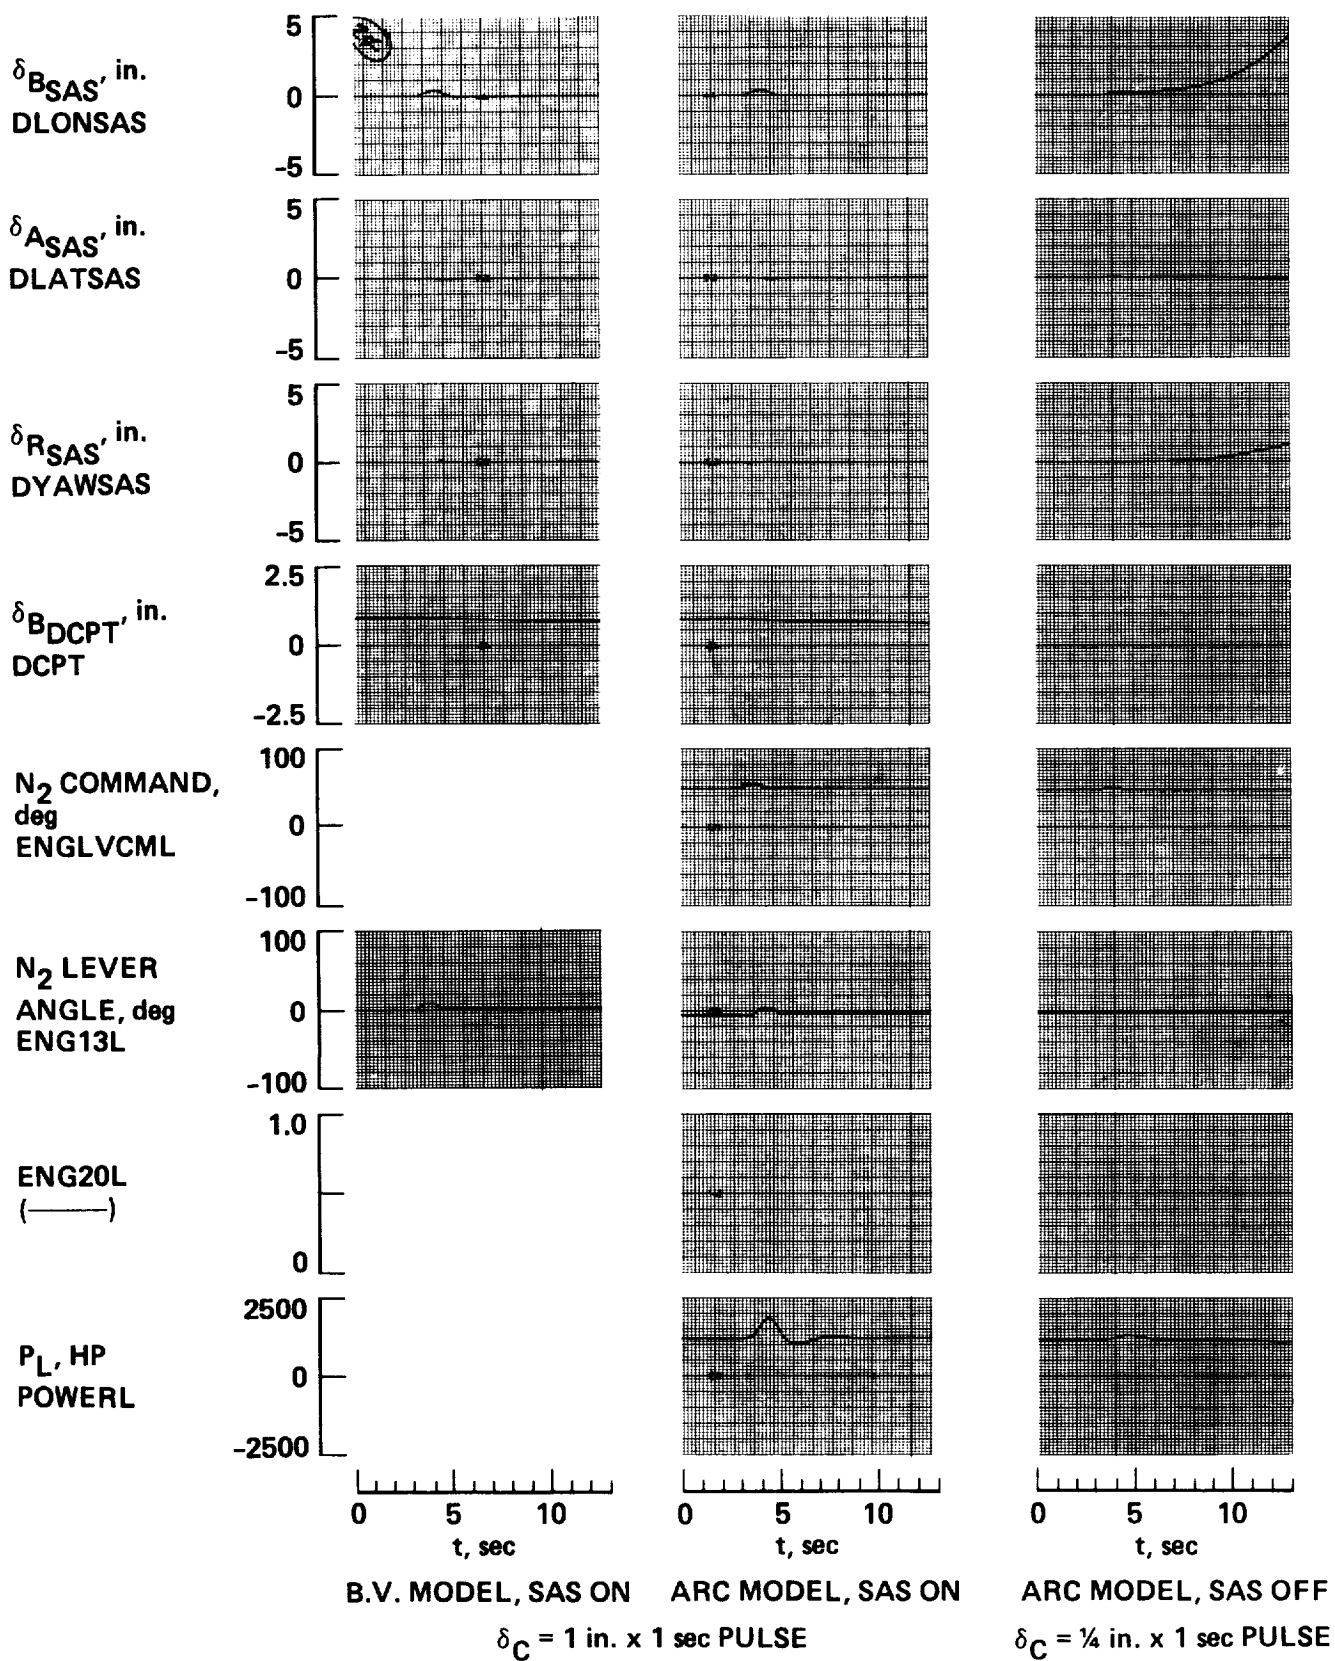 5
δBSAS, in.
DLONSAS
0
-5
5
δASAS, in.
DLATSAS
0
-5
5
δRSAS, in.
DYAWSAS
0
-5
2.5
δBDCPT, in.
DCPT
0
-2.5
100
N2 COMMAND,
deg
ENGLVCML
0
-100
100
N2 LEVER
ANGLE, deg
ENG13L
0
-100
1.0
ENG20L
(———)
0
2500
PL, HP
POWERL
0
-2500
0 5 10 0 5 10 0 5 10
t, sec t, sec t, sec
B.V. MODEL, SAS ON ARC MODEL, SAS ON ARC MODEL, SAS OFF
δC = 1 in. x 1 sec PULSE δC = ¼ in. x 1 sec PULSE